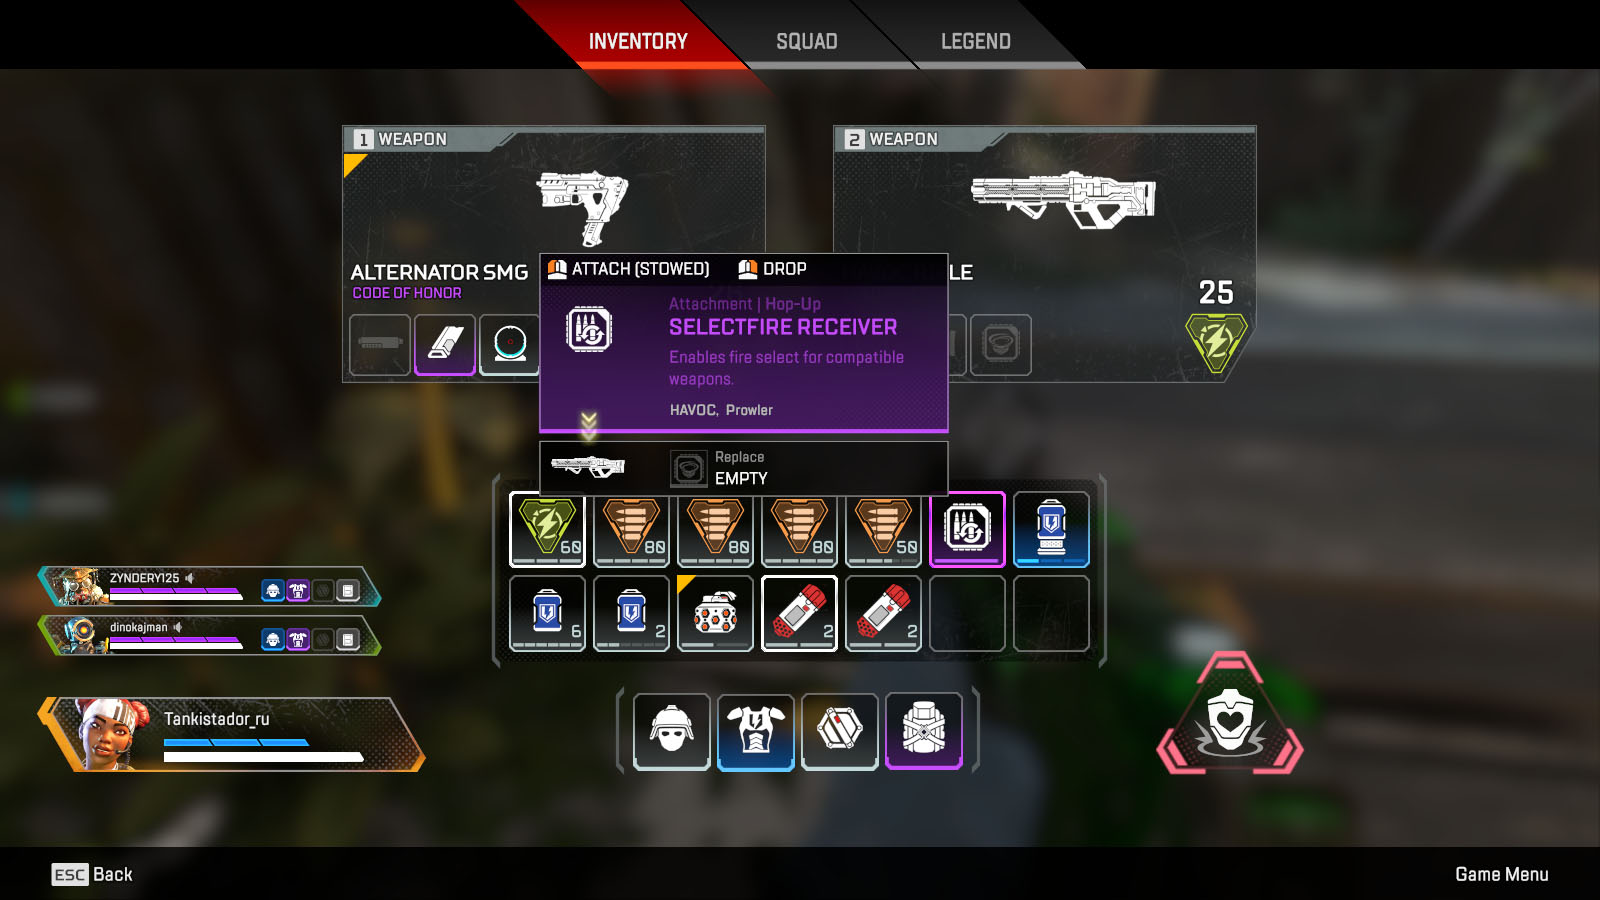 INVENTORY
SQUAD
LEGEND
1 WEAPON
2 WEAPON
ALTERNATOR SMG
CODE OF HONOR
LE
25
ATTACH (STOWED)
DROP
Attachment | Hop-Up
SELECTFIRE RECEIVER
Enables fire select for compatible
weapons.
HAVOC, Prowler
Replace
EMPTY
60
80
80
80
50
6
2
2
2
ZYNDERY125
dinokajman
Tankistador_ru
ESC Back
Game Menu